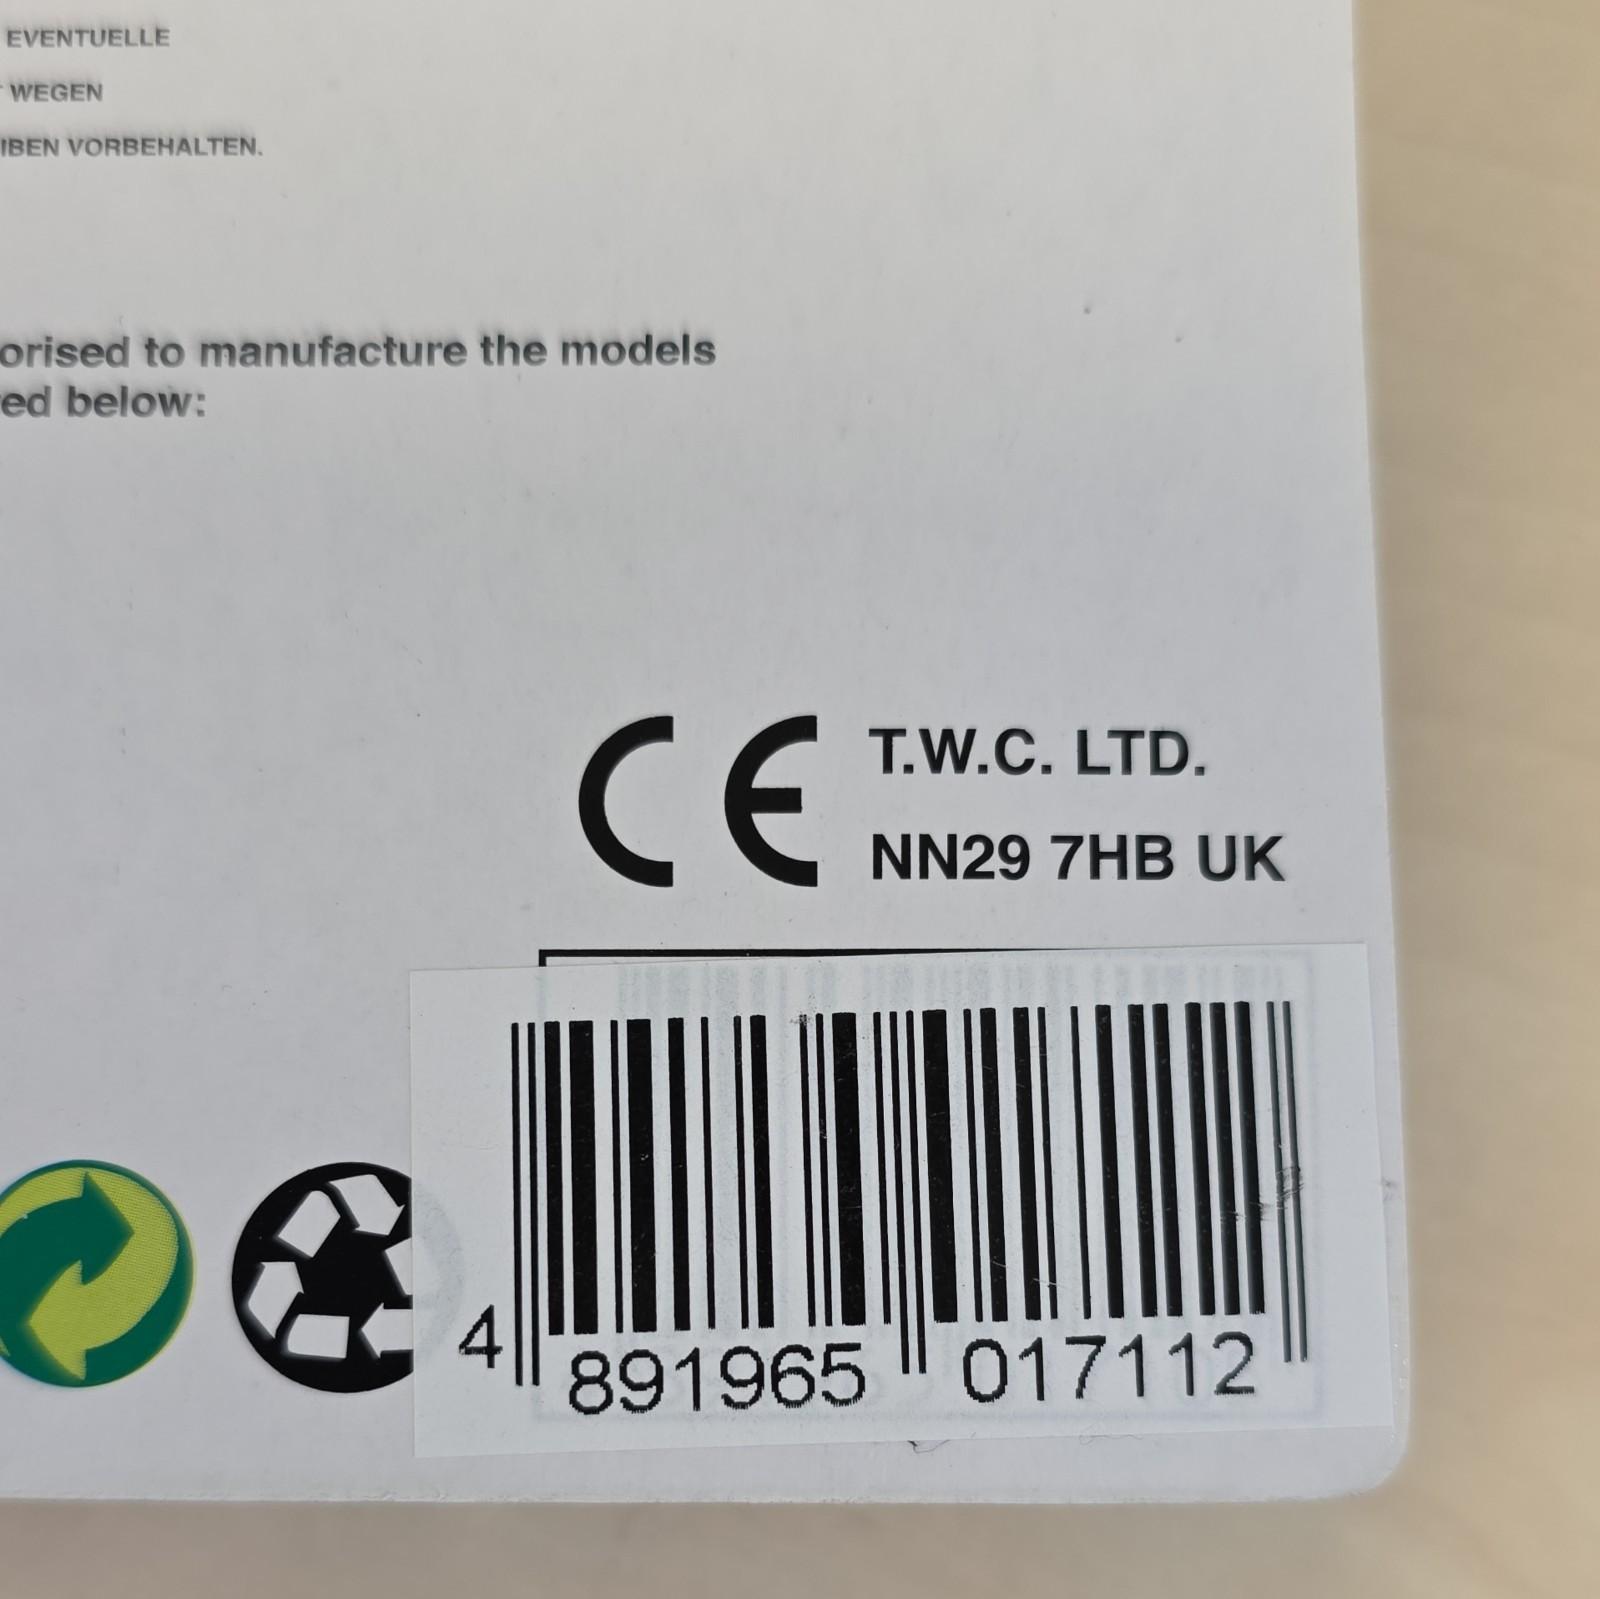 EVENTUELLE
WEGEN
IBEN VORBEHALTEN.
orised to manufacture the models
ed below:
CE
T.W.C. LTD.
NN29 7HB UK
4 891965 017112